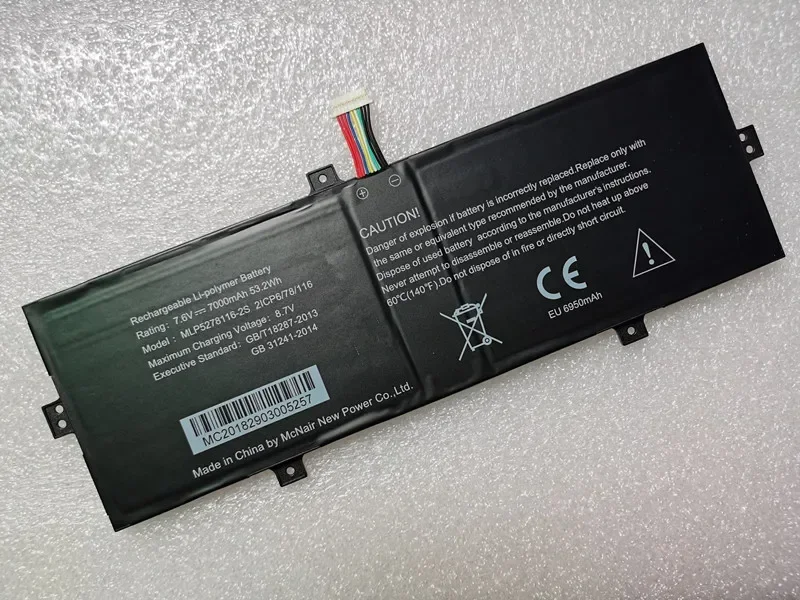 Rechargeable Li-polymer Battery
Rating: 7.6V⎓ 7000mAh 53.2Wh
Model: MLP5278116-2S 2ICP6/78/116
Maximum Charging Voltage: 8.7V
Executive Standard: GB/T18287-2013
GB 31241-2014
MC20182903005257
Made in China by McNair New Power Co.,Ltd.
+ −
CAUTION!
Danger of explosion if battery is incorrectly replaced.Replace only with
the same or equivalent type recommended by the manufacturer.
Dispose of used battery according to the manufacturer's instructions.
Never attempt to disassemble or reassemble.Do not heat up above
60℃(140℉).Do not dispose of in fire or directly short circuit.
CE
EU 6950mAh
!